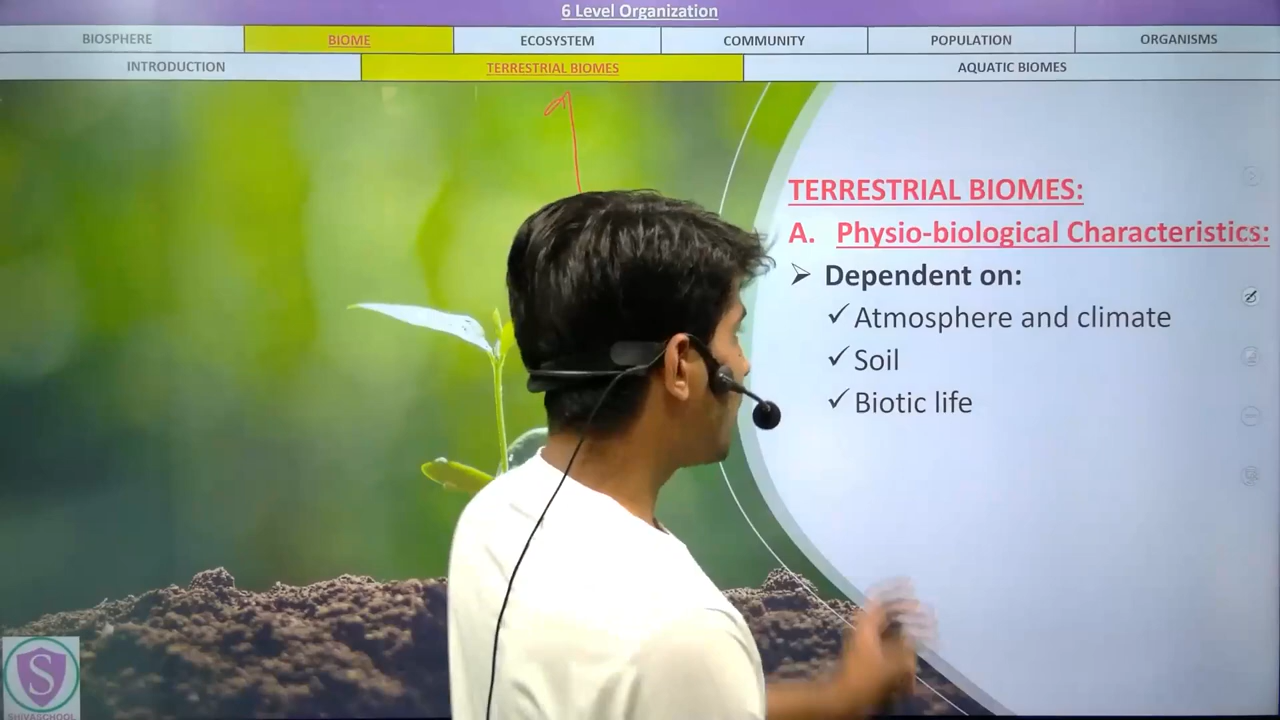 6 Level Organization
BIOSPHERE BIOME ECOSYSTEM COMMUNITY POPULATION ORGANISMS
INTRODUCTION TERRESTRIAL BIOMES AQUATIC BIOMES
TERRESTRIAL BIOMES:
A. Physio-biological Characteristics:
➤ Dependent on:
✓ Atmosphere and climate
✓ Soil
✓ Biotic life
S
SHIVASCHOOL